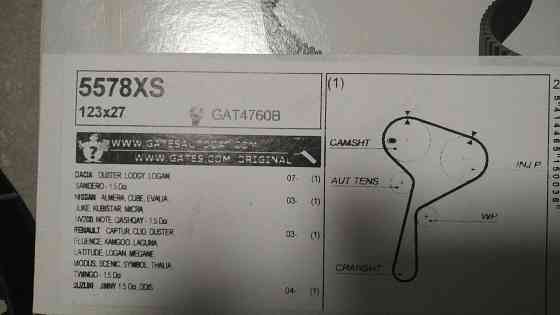 5578XS
123x27
GAT4760B
WWW.GATESAUTOCAT.COM
WWW.GATES.COM ORIGINAL
DACIA DUSTER LODGY LOGAN
SANDERO - 1.5 Dci
07- (1)
NISSAN ALMERA, CUBE, EVALIA
JUKE, KUBISTAR, MICRA
NV200, NOTE, QASHQAY - 1.5 Dci
03- (1)
RENAULT CAPTUR, CLIO, DUSTER
FLUENCE, KANGOO, LAGUNA
LATITUDE, LOGAN, MEGANE
MODUS, SCENIC, SYMBOL, THALIA
TWINGO - 1.5 Dci
03- (1)
SUZUKI JIMNY 1.5 Dci, DDIS
04- (1)
(1)
CAMSHT
AUT TENS
INJ P
WP
CRANSHT